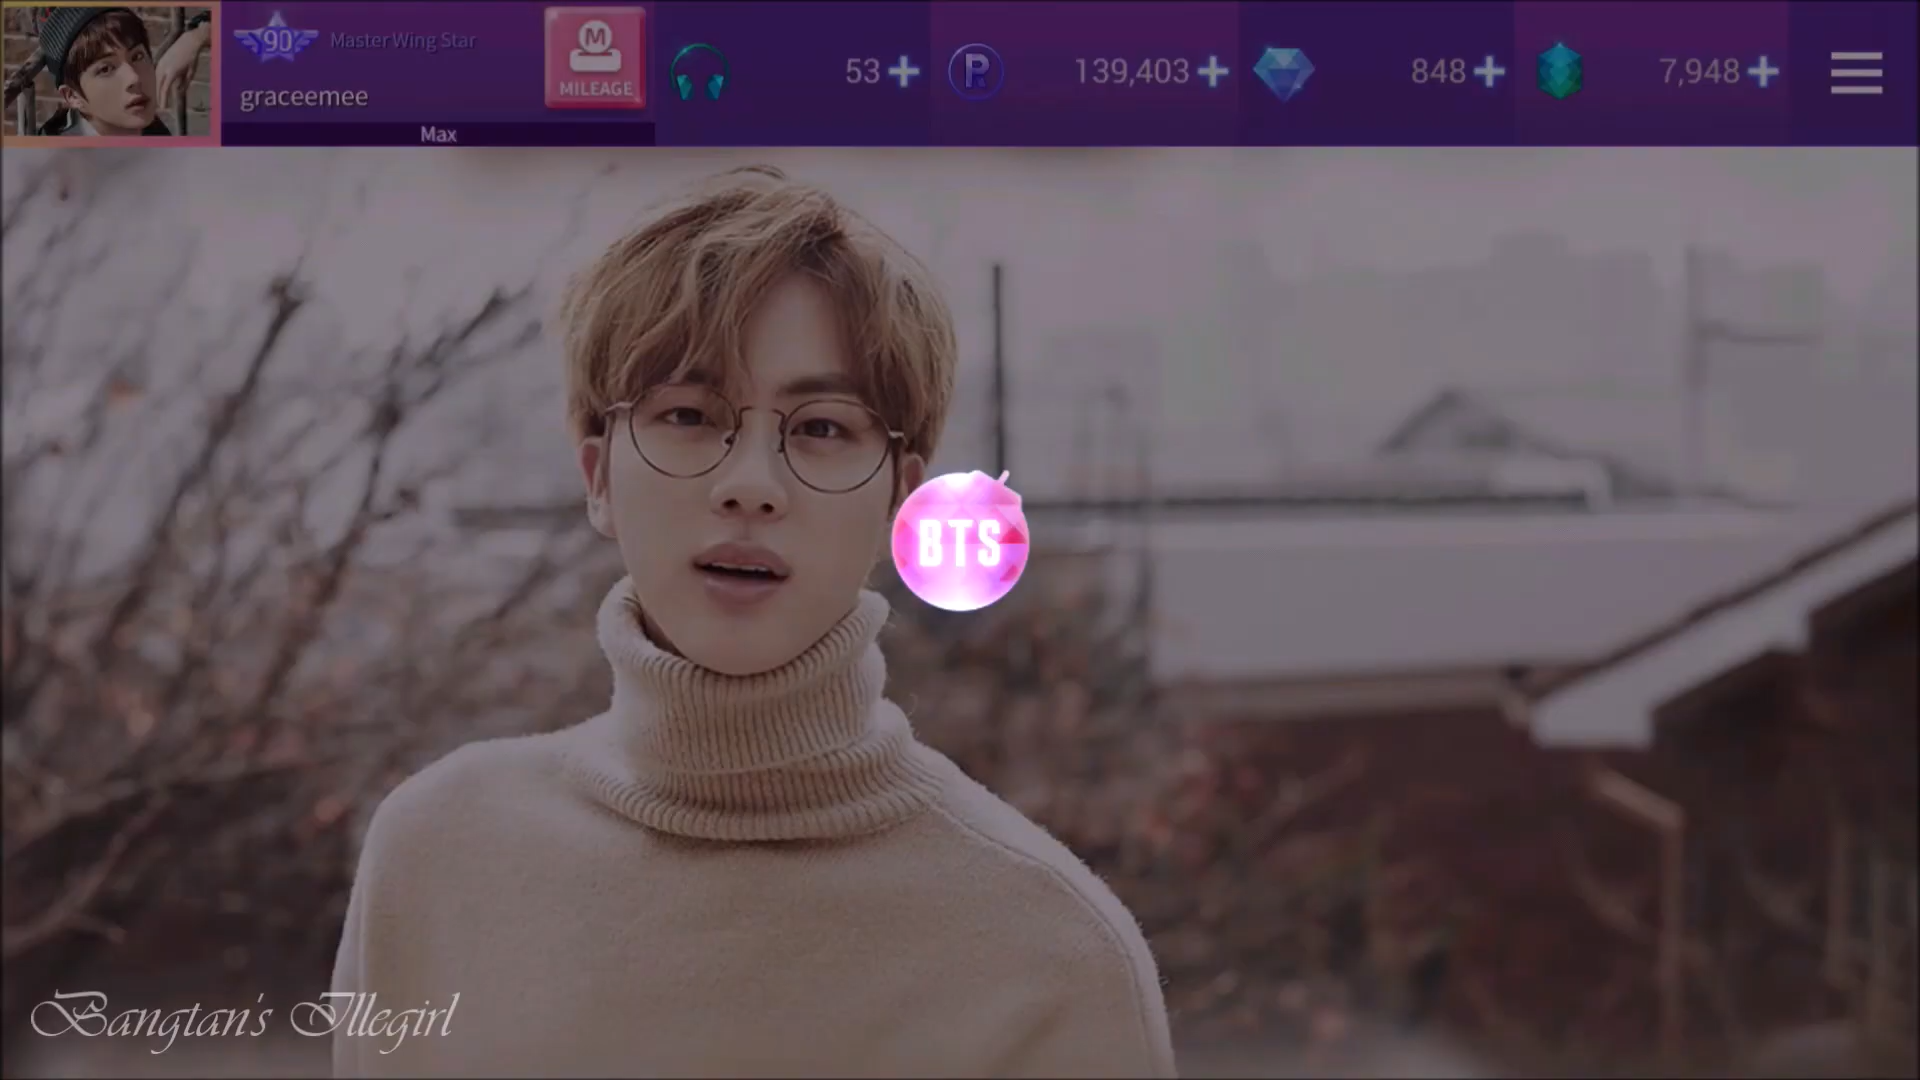 90
Master Wing Star
graceemee
Max
M
MILEAGE
53
R
139,403
848
7,948
BTS
Bangtan's Illegirl